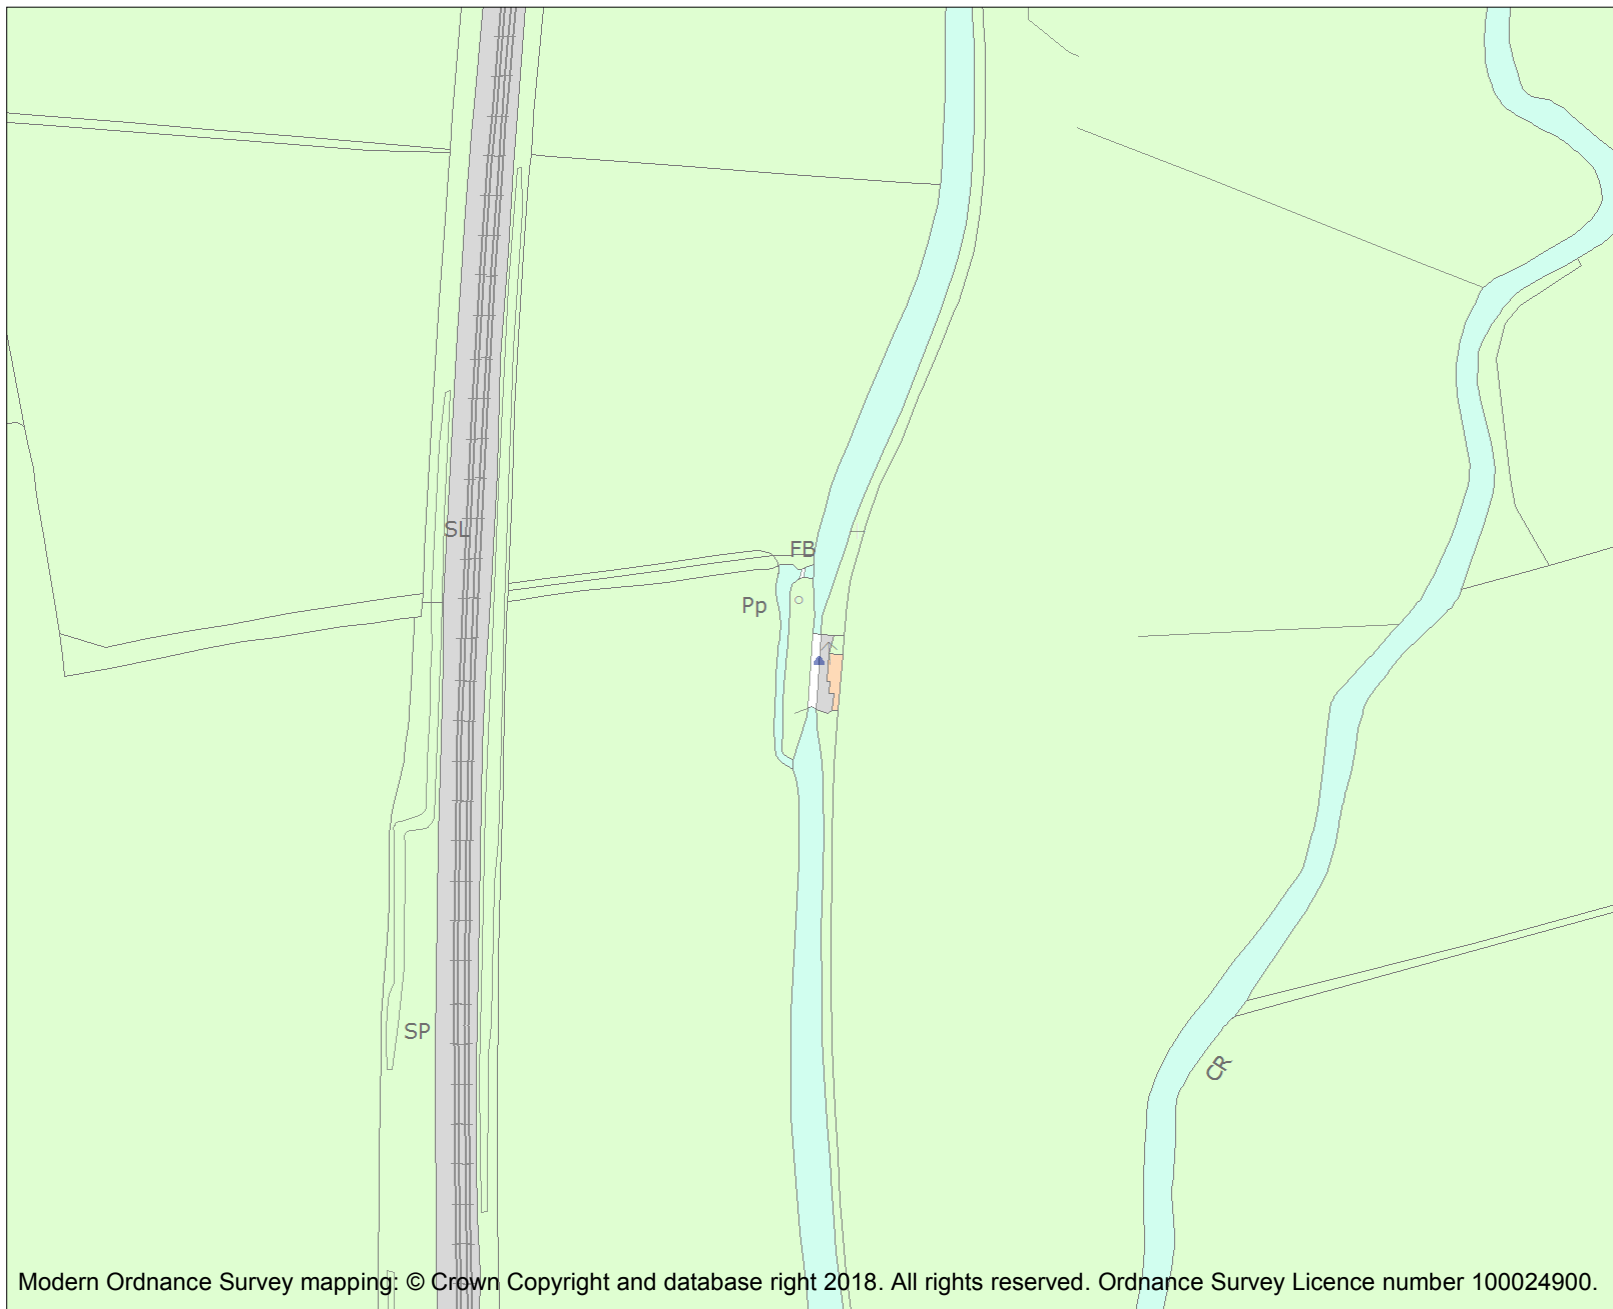 SL
FB
Pp
SP
CR
Modern Ordnance Survey mapping: © Crown Copyright and database right 2018. All rights reserved. Ordnance Survey Licence number 100024900.